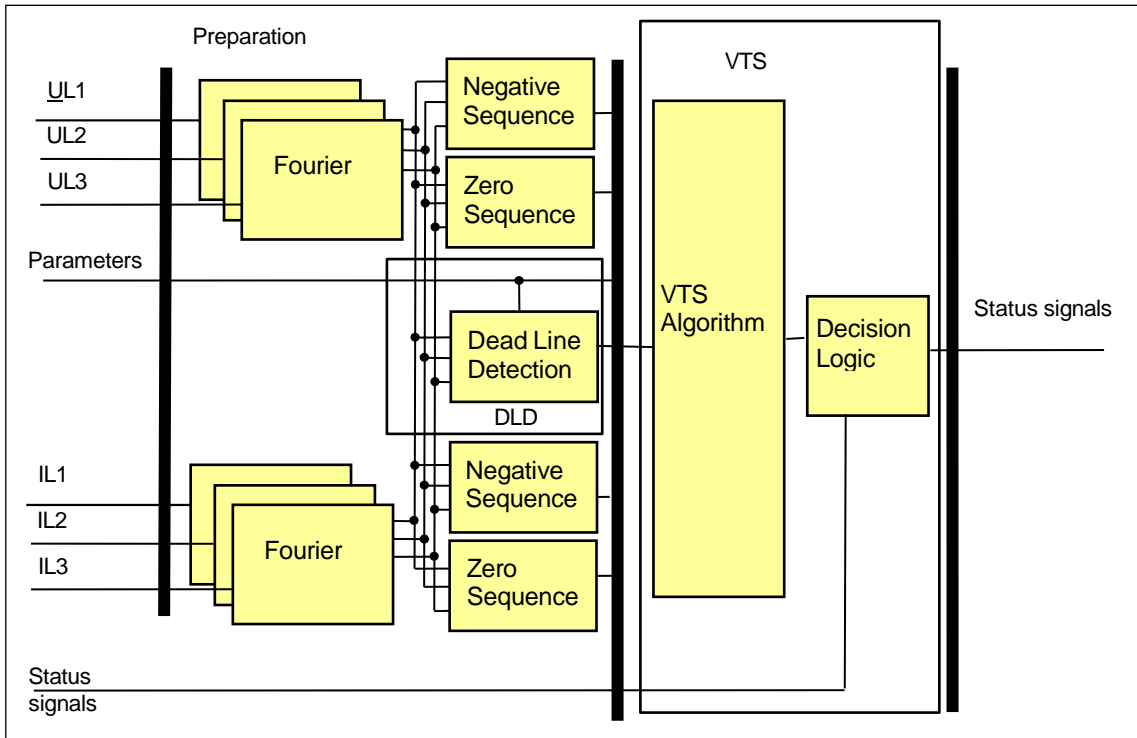 Preparation
VTS
UL1
UL2
UL3
Fourier
Negative
Sequence
Zero
Sequence
Parameters
Dead Line
Detection
DLD
VTS
Algorithm
Decision
Logic
Status signals
IL1
IL2
IL3
Fourier
Negative
Sequence
Zero
Sequence
Status
signals